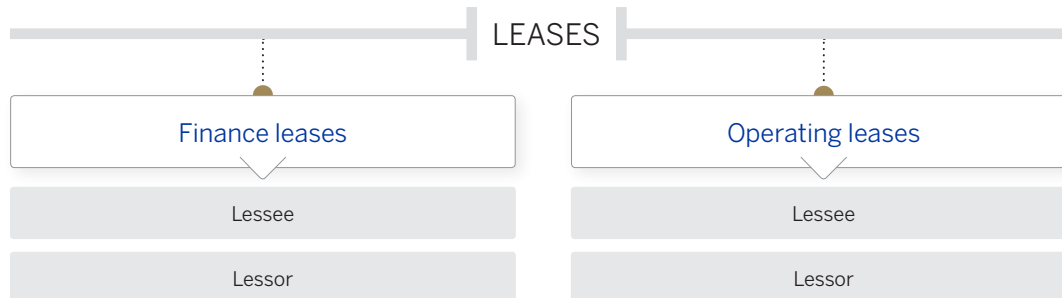 LEASES
Finance leases
Operating leases
Lessee
Lessee
Lessor
Lessor